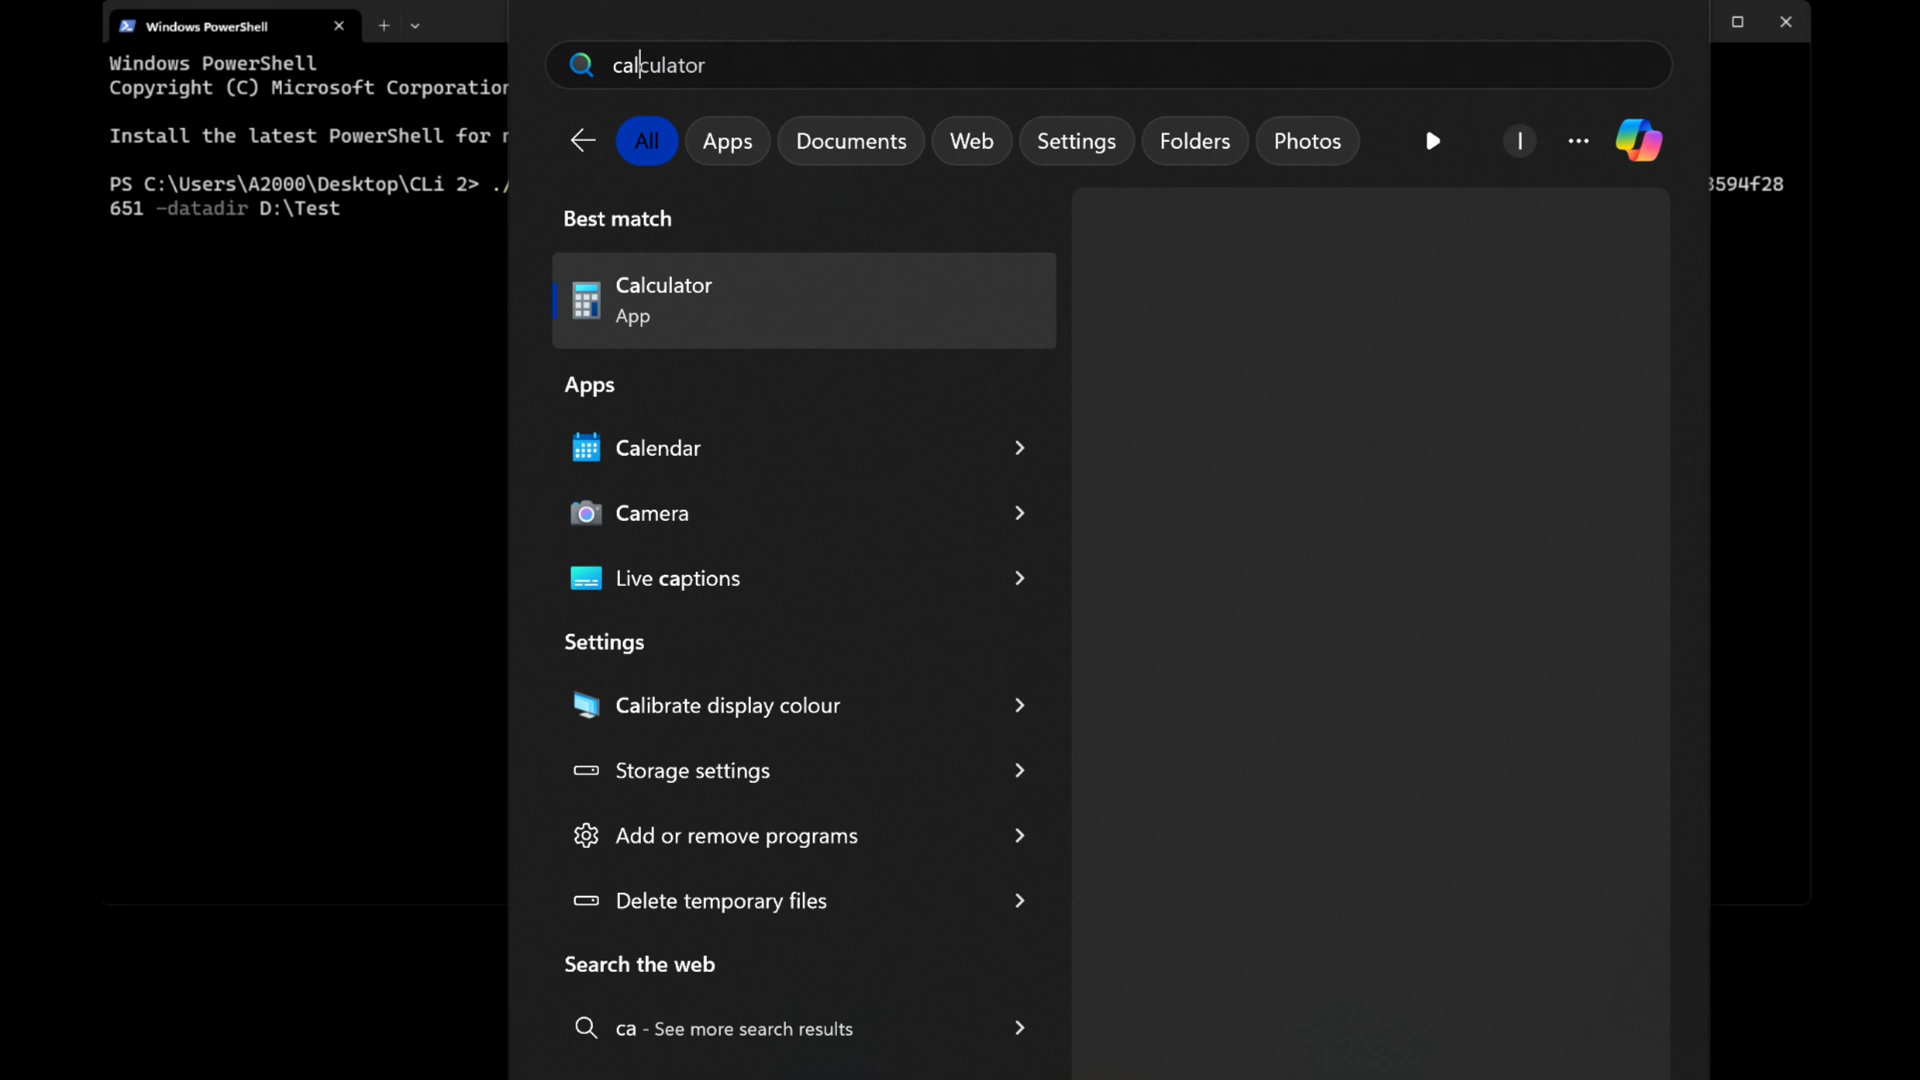 Windows PowerShell
Windows PowerShell
Copyright (C) Microsoft Corporation
Install the latest PowerShell for
PS C:\Users\A2000\Desktop\CLi 2> ./
3594f28
651 -datadir D:\Test
calculator
All
Apps
Documents
Web
Settings
Folders
Photos
I
Best match
Calculator
App
Apps
Calendar
Camera
Live captions
Settings
Calibrate display colour
Storage settings
Add or remove programs
Delete temporary files
Search the web
ca - See more search results